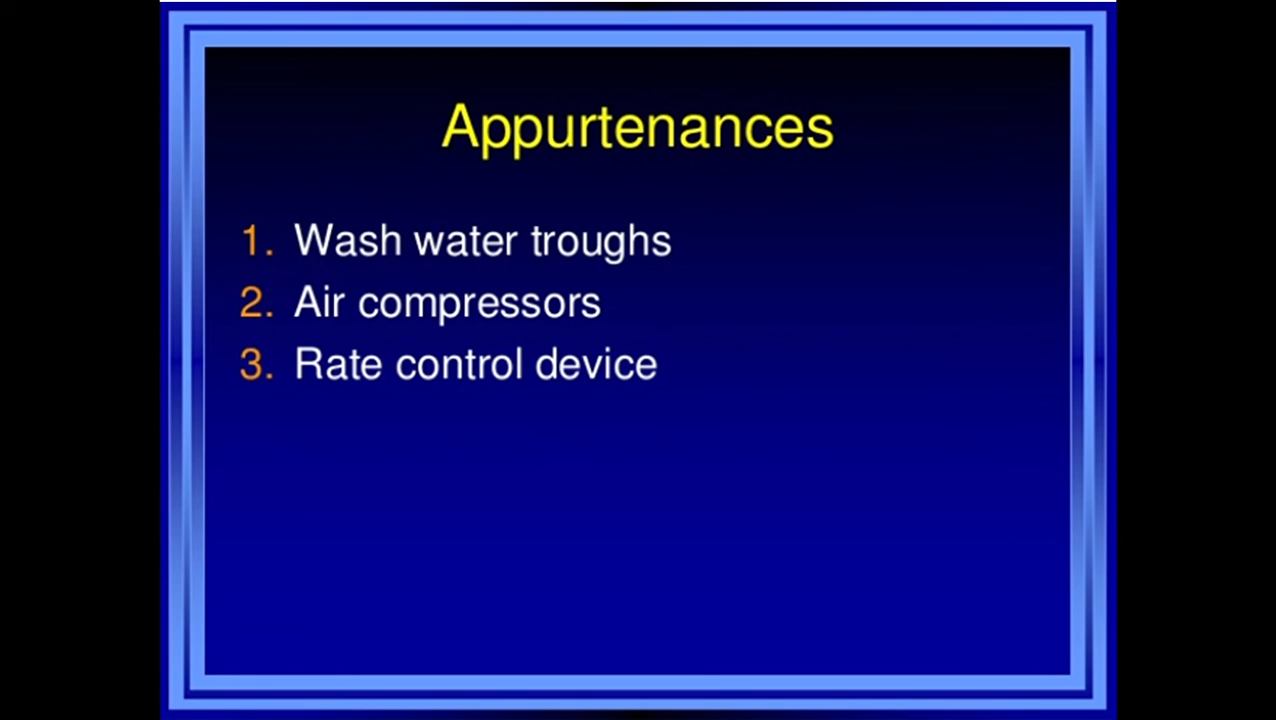 Appurtenances
1. Wash water troughs
2. Air compressors
3. Rate control device